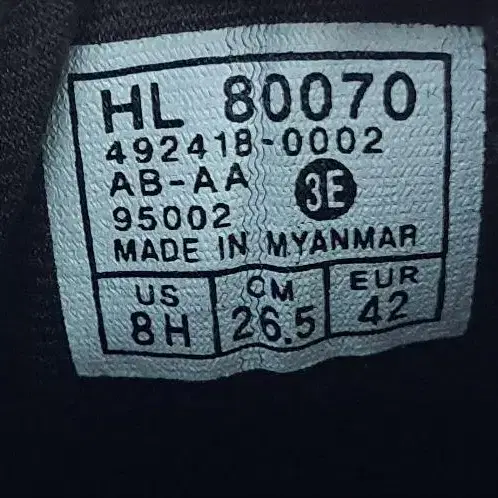 HL 80070
492418-0002
AB-AA 3E
95002
MADE IN MYANMAR
US CM EUR
8H 26.5 42